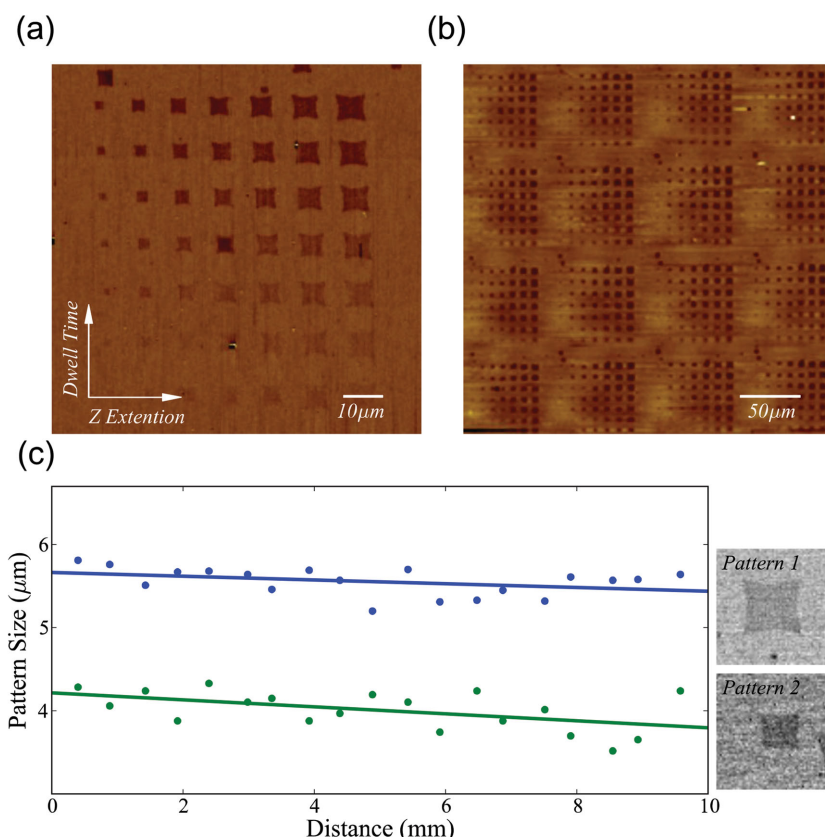 (a)
(b)
Dwell Time
Z Extention
10μm
50μm
(c)
Pattern Size (μm)
6
5
4
0
2
4
6
8
10
Distance (mm)
Pattern 1
Pattern 2